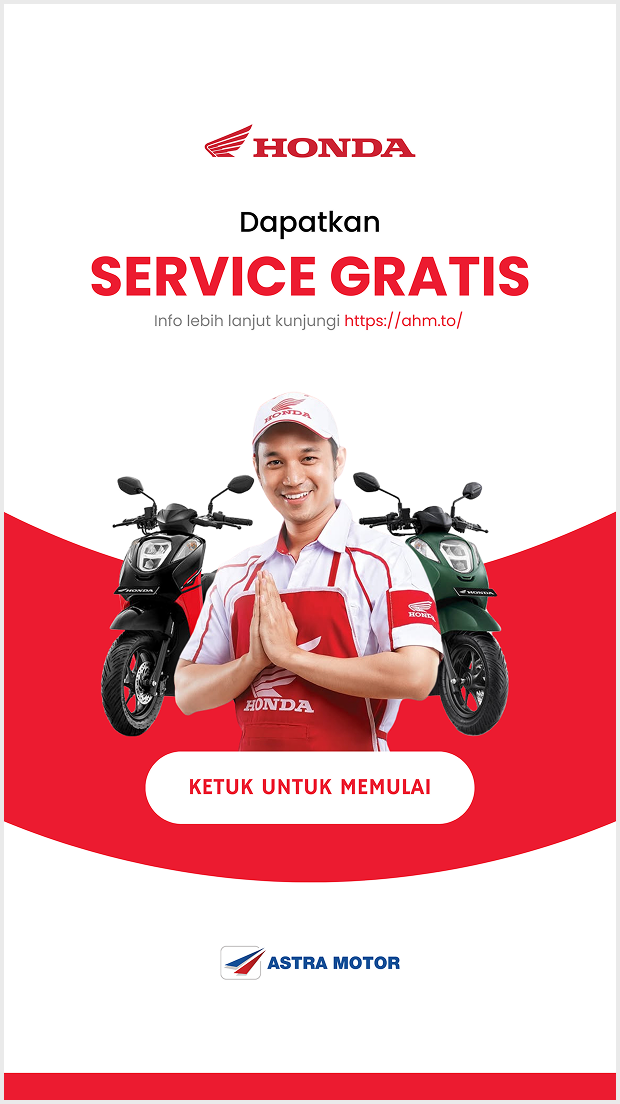 HONDA
Dapatkan
SERVICE GRATIS
Info lebih lanjut kunjungi https://ahm.to/
HONDA
HONDA
HONDA
HONDA
HONDA
KETUK UNTUK MEMULAI
ASTRA MOTOR